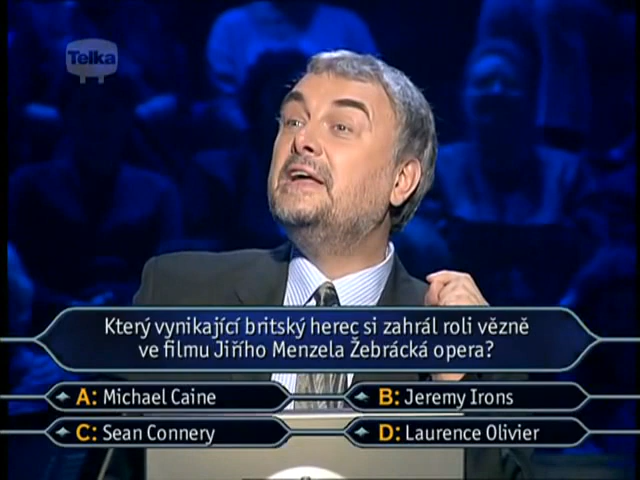 Telka
Který vynikající britský herec si zahrál roli vězně
ve filmu Jiřího Menzela Žebrácká opera?
A: Michael Caine
B: Jeremy Irons
C: Sean Connery
D: Laurence Olivier